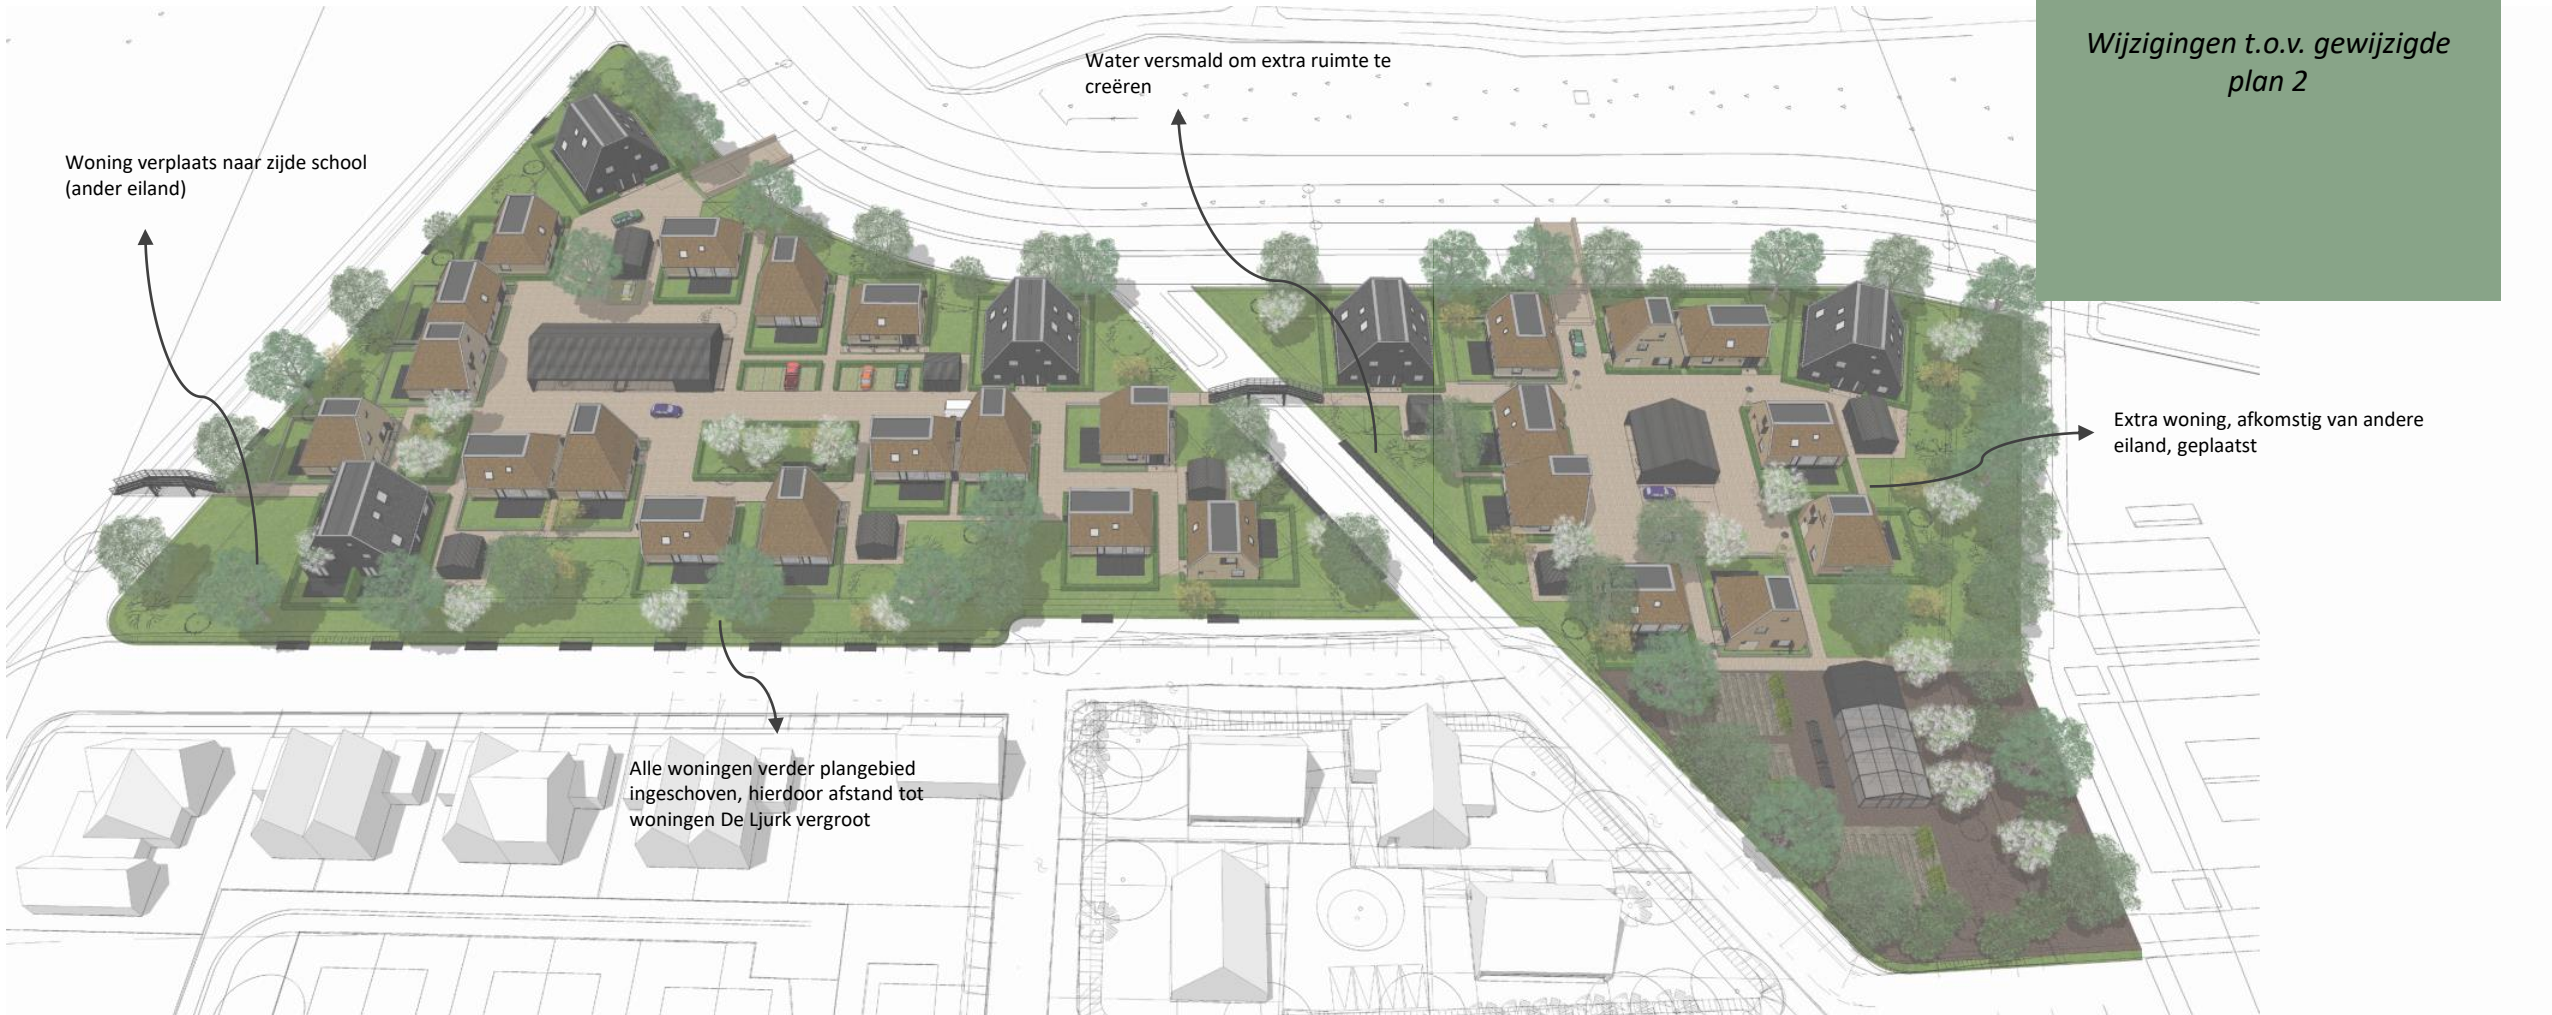 Wijzigingen t.o.v. gewijzigde
plan 2
Water versmald om extra ruimte te
creëren
Woning verplaats naar zijde school
(ander eiland)
Extra woning, afkomstig van andere
eiland, geplaatst
Alle woningen verder plangebied
ingeschoven, hierdoor afstand tot
woningen De Ljurk vergroot